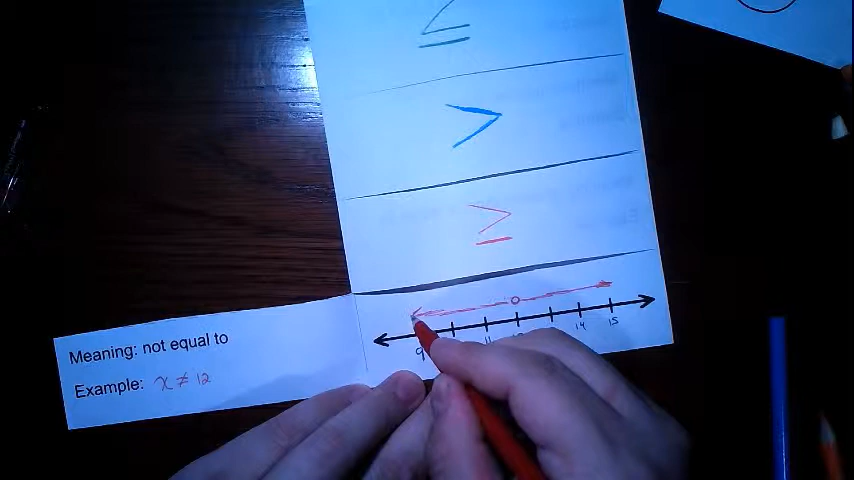 ≤
>
≥
9 11 14 15
Meaning: not equal to
Example: x ≠ 12